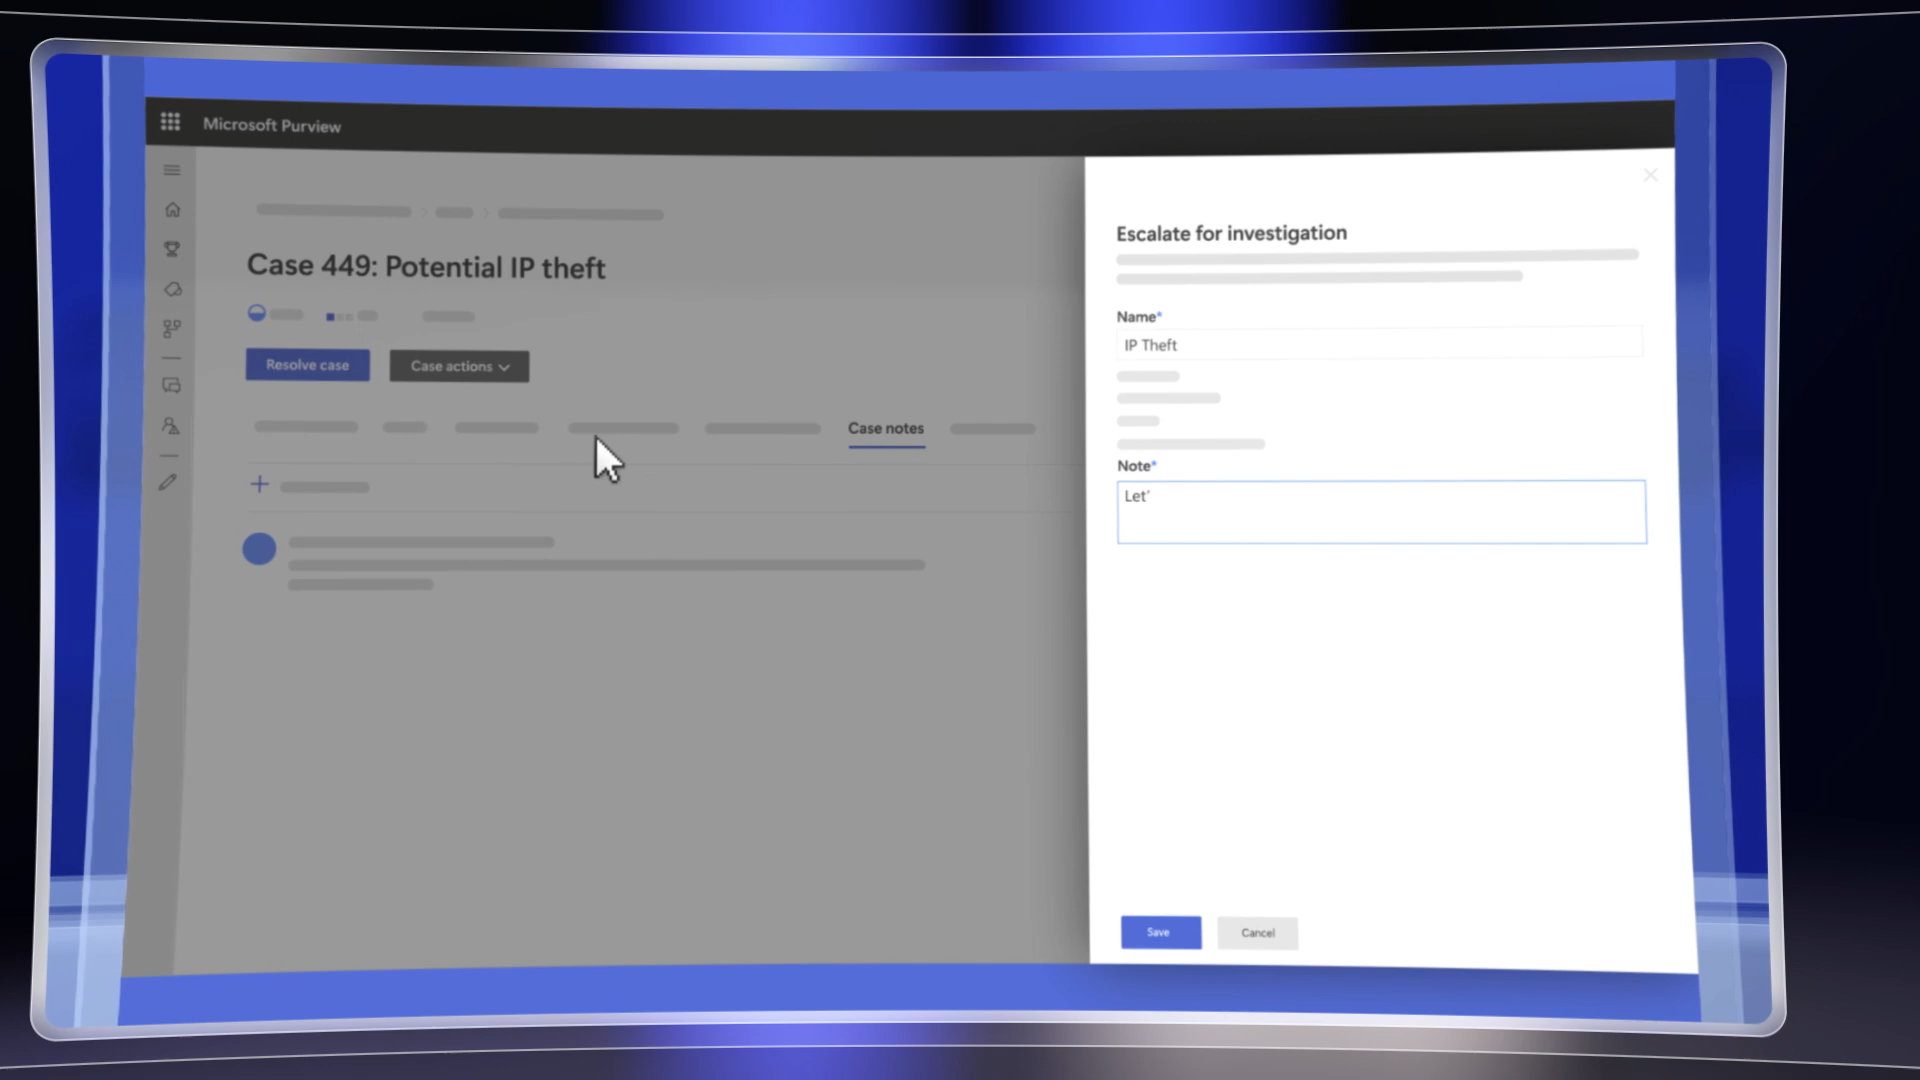 Microsoft Purview
Case 449: Potential IP theft
Resolve case
Case actions
Case notes
Escalate for investigation
Name*
IP Theft
Note*
Let'
Save
Cancel